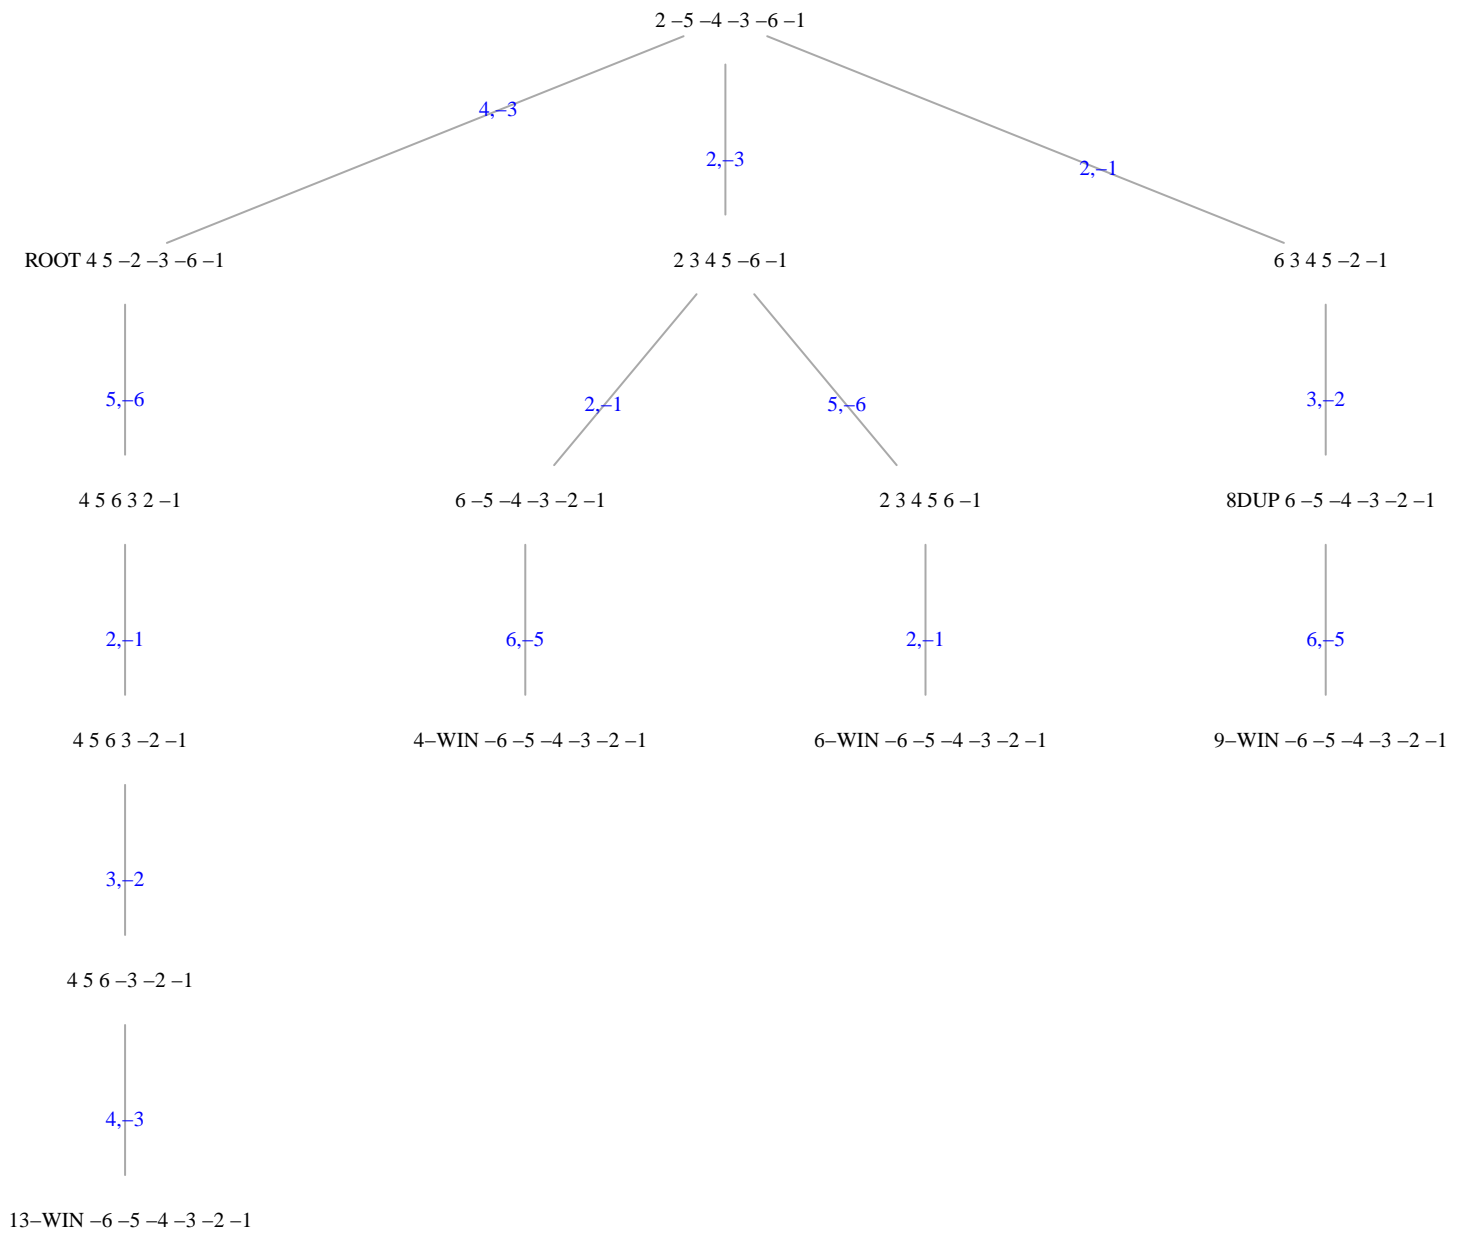 2 –5 –4 –3 –6 –1
4,–3
2,–3
2,–1
ROOT 4 5 –2 –3 –6 –1
2 3 4 5 –6 –1
6 3 4 5 –2 –1
5,–6
2,–1
5,–6
3,–2
4 5 6 3 2 –1
6 –5 –4 –3 –2 –1
2 3 4 5 6 –1
8DUP 6 –5 –4 –3 –2 –1
2,–1
6,–5
2,–1
6,–5
4 5 6 3 –2 –1
4–WIN –6 –5 –4 –3 –2 –1
6–WIN –6 –5 –4 –3 –2 –1
9–WIN –6 –5 –4 –3 –2 –1
3,–2
4 5 6 –3 –2 –1
4,–3
13–WIN –6 –5 –4 –3 –2 –1